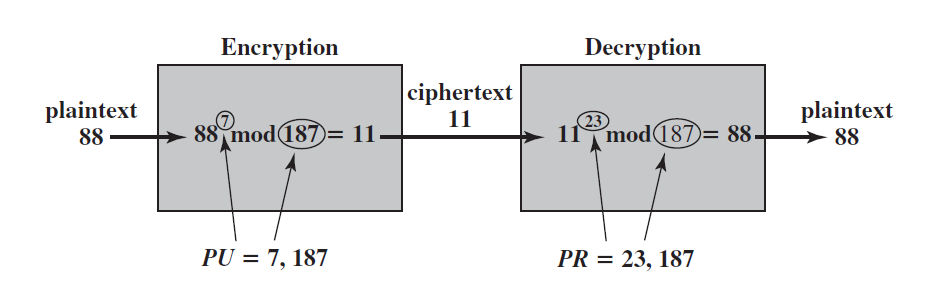 Encryption
Decryption
plaintext
88
88^7 mod 187 = 11
ciphertext
11
11^23 mod 187 = 88
plaintext
88
PU = 7, 187
PR = 23, 187